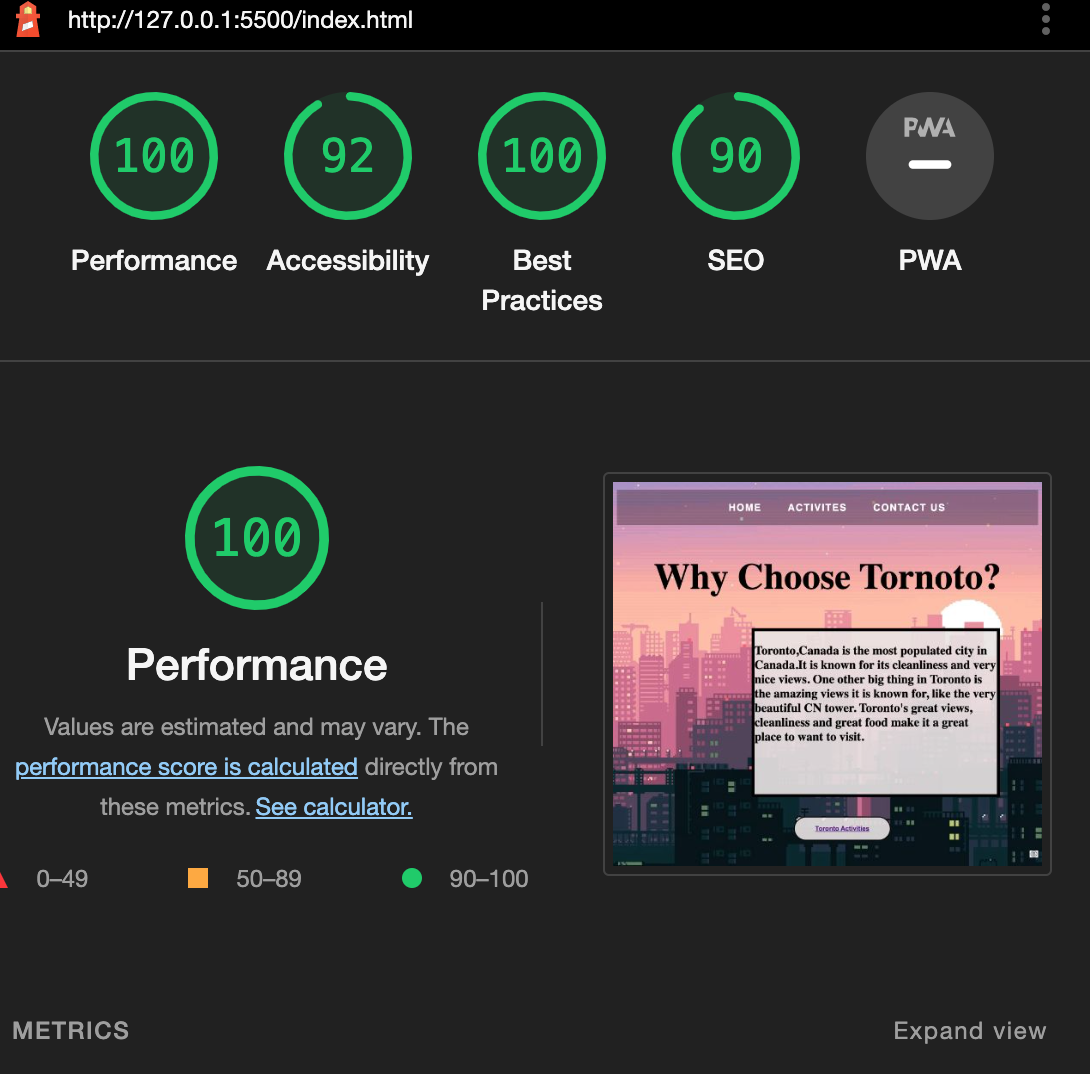 http://127.0.0.1:5500/index.html
100
92
100
90
PWA
Performance
Accessibility
Best
Practices
SEO
PWA
100
Performance
Values are estimated and may vary. The
performance score is calculated directly from
these metrics. See calculator.
0–49
50–89
90–100
HOME
ACTIVITES
CONTACT US
Why Choose Tornoto?
Toronto,Canada is the most populated city in
Canada.It is known for its cleanliness and very
nice views. One other big thing in Toronto is
the amazing views it is known for, like the very
beautiful CN tower. Toronto's great views,
cleanliness and great food make it a great
place to want to visit.
Toronto Activities
METRICS
Expand view